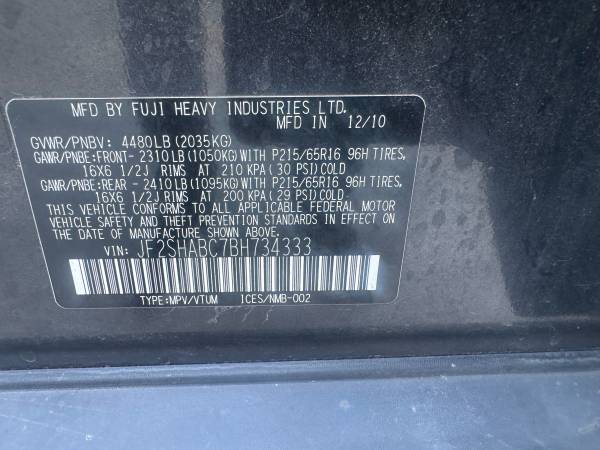 MFD BY FUJI HEAVY INDUSTRIES LTD.
MFD IN 12/10
GVWR/PNBV: 4480LB(2035KG)
GAWR/PNBE:FRONT- 2310LB(1050KG)WITH P215/65R16 96H TIRES,
16X6 1/2J RIMS AT 210KPA(30 PSI)COLD
GAWR/PNBE:REAR - 2410LB(1095KG)WITH P215/65R16 96H TIRES,
16X6 1/2J RIMS AT 200KPA(29 PSI)COLD
THIS VEHICLE CONFORMS TO ALL APPLICABLE FEDERAL MOTOR
VEHICLE SAFETY AND THEFT PREVENTION STANDARDS IN EFFECT ON
THE DATE OF MANUFACTURE SHOWN ABOVE.
VIN: JF2SHABC7BH734333
TYPE:MPV/VTUM ICES/NMB-002